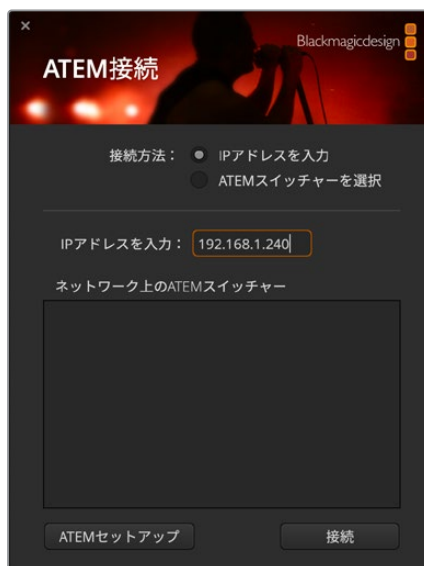 Blackmagicdesign
ATEM接続
接続方法： IPアドレスを入力
ATEMスイッチャーを選択
IPアドレスを入力： 192.168.1.240
ネットワーク上のATEMスイッチャー
ATEMセットアップ 接続